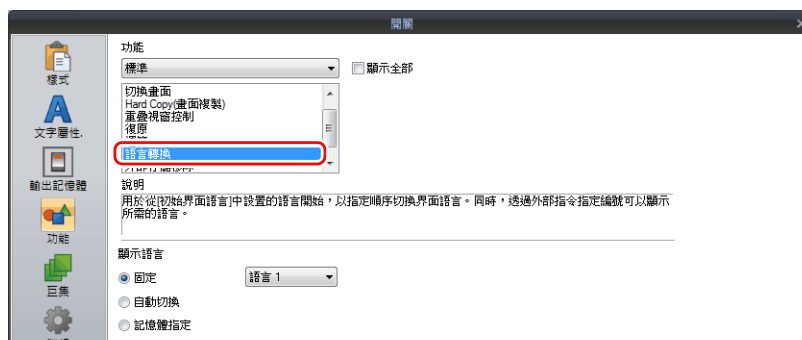 開關
樣式
文字屬性.
輸出記憶體
功能
巨集
功能
標準
顯示全部
切換畫面
Hard Copy(畫面複製)
重疊視窗控制
復原
語言轉換
說明
用於從[初始界面語言]中設置的語言開始，以指定順序切換界面語言。同時，透過外部指令指定編號可以顯示
所需的語言。
顯示語言
固定
語言 1
自動切換
記憶體指定